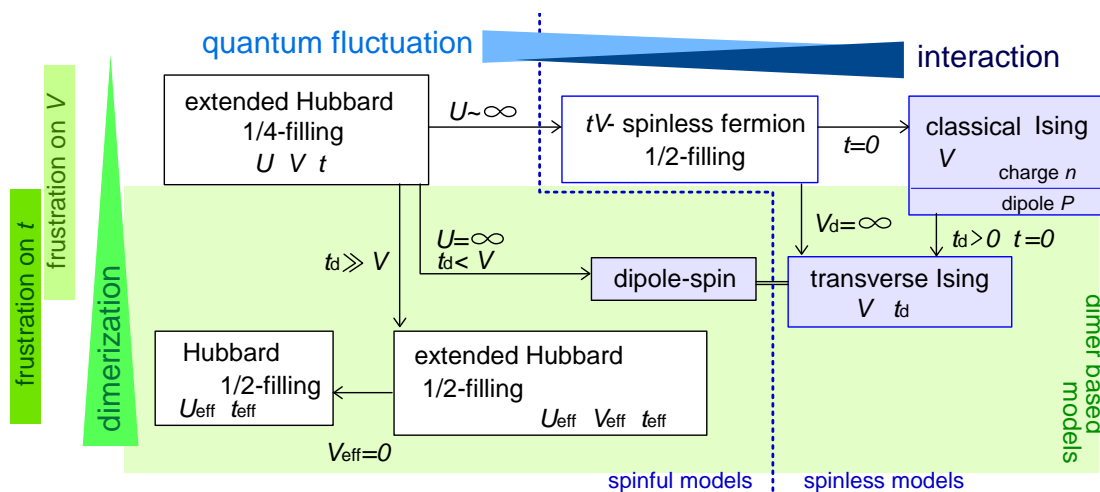 quantum fluctuation
interaction
frustration on V
frustration on t
dimerization
extended Hubbard
1/4-filling
U V t
U~∞
tV- spinless fermion
1/2-filling
t=0
classical Ising
V
charge n
dipole P
U=∞
td≫ V
td< V
Vd=∞
td>0 t=0
dipole-spin
transverse Ising
V td
Hubbard
1/2-filling
Ueff teff
extended Hubbard
1/2-filling
Ueff Veff teff
Veff=0
dimer based
models
spinful models
spinless models